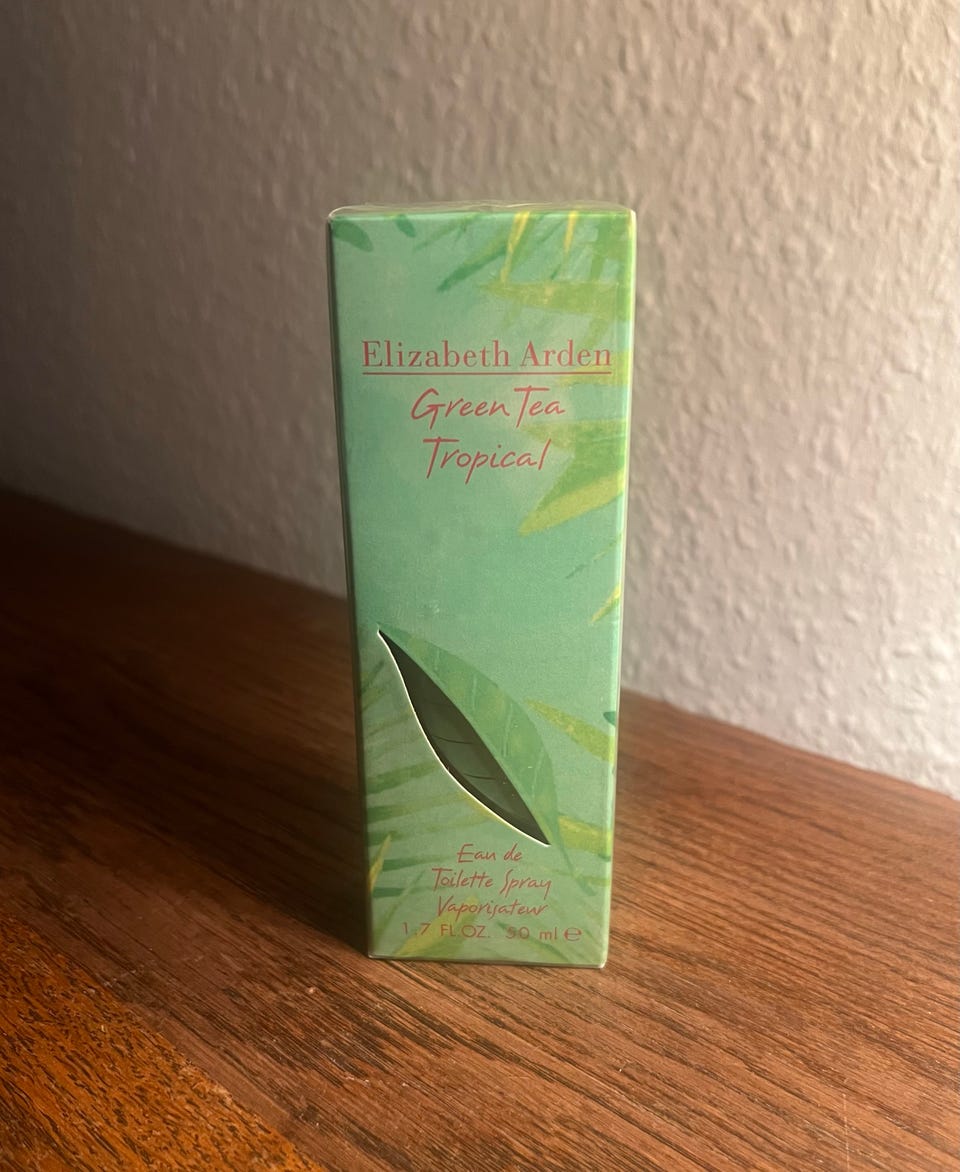 Elizabeth Arden
Green Tea
Tropical
Eau de
Toilette Spray
Vaporisateur
1.7 FL.OZ. 50 ml ℮